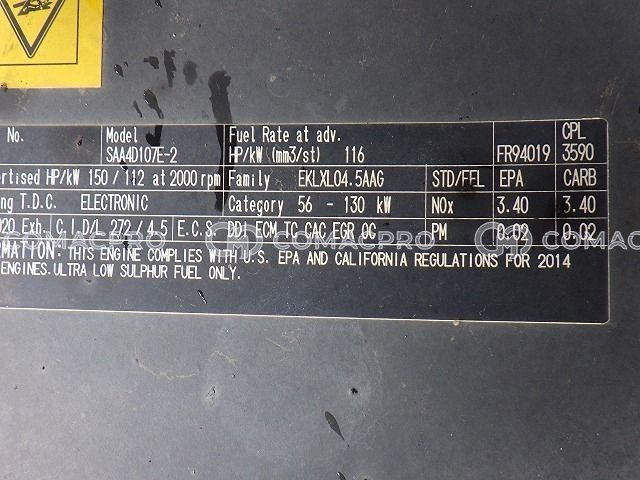 No. Model Fuel Rate at adv. CPL
SAA4D107E-2 HP/kW (mm3/st) 116 FR94019 3590
rtised HP/kW 150 / 112 at 2000 rpm Family EKLXL04.5AAG STD/FEL EPA CARB
ng T.D.C. ELECTRONIC Category 56 - 130 kW NOx 3.40 3.40
020 Exh. C.I.D/L 272 / 4.5 E.C.S. DDI ECM TC CAC EGR OC PM 0.02 0.02
COMACPRO COMACPRO COMACPRO
MATION: THIS ENGINE COMPLIES WITH U.S. EPA AND CALIFORNIA REGULATIONS FOR 2014
ENGINES. ULTRA LOW SULPHUR FUEL ONLY.